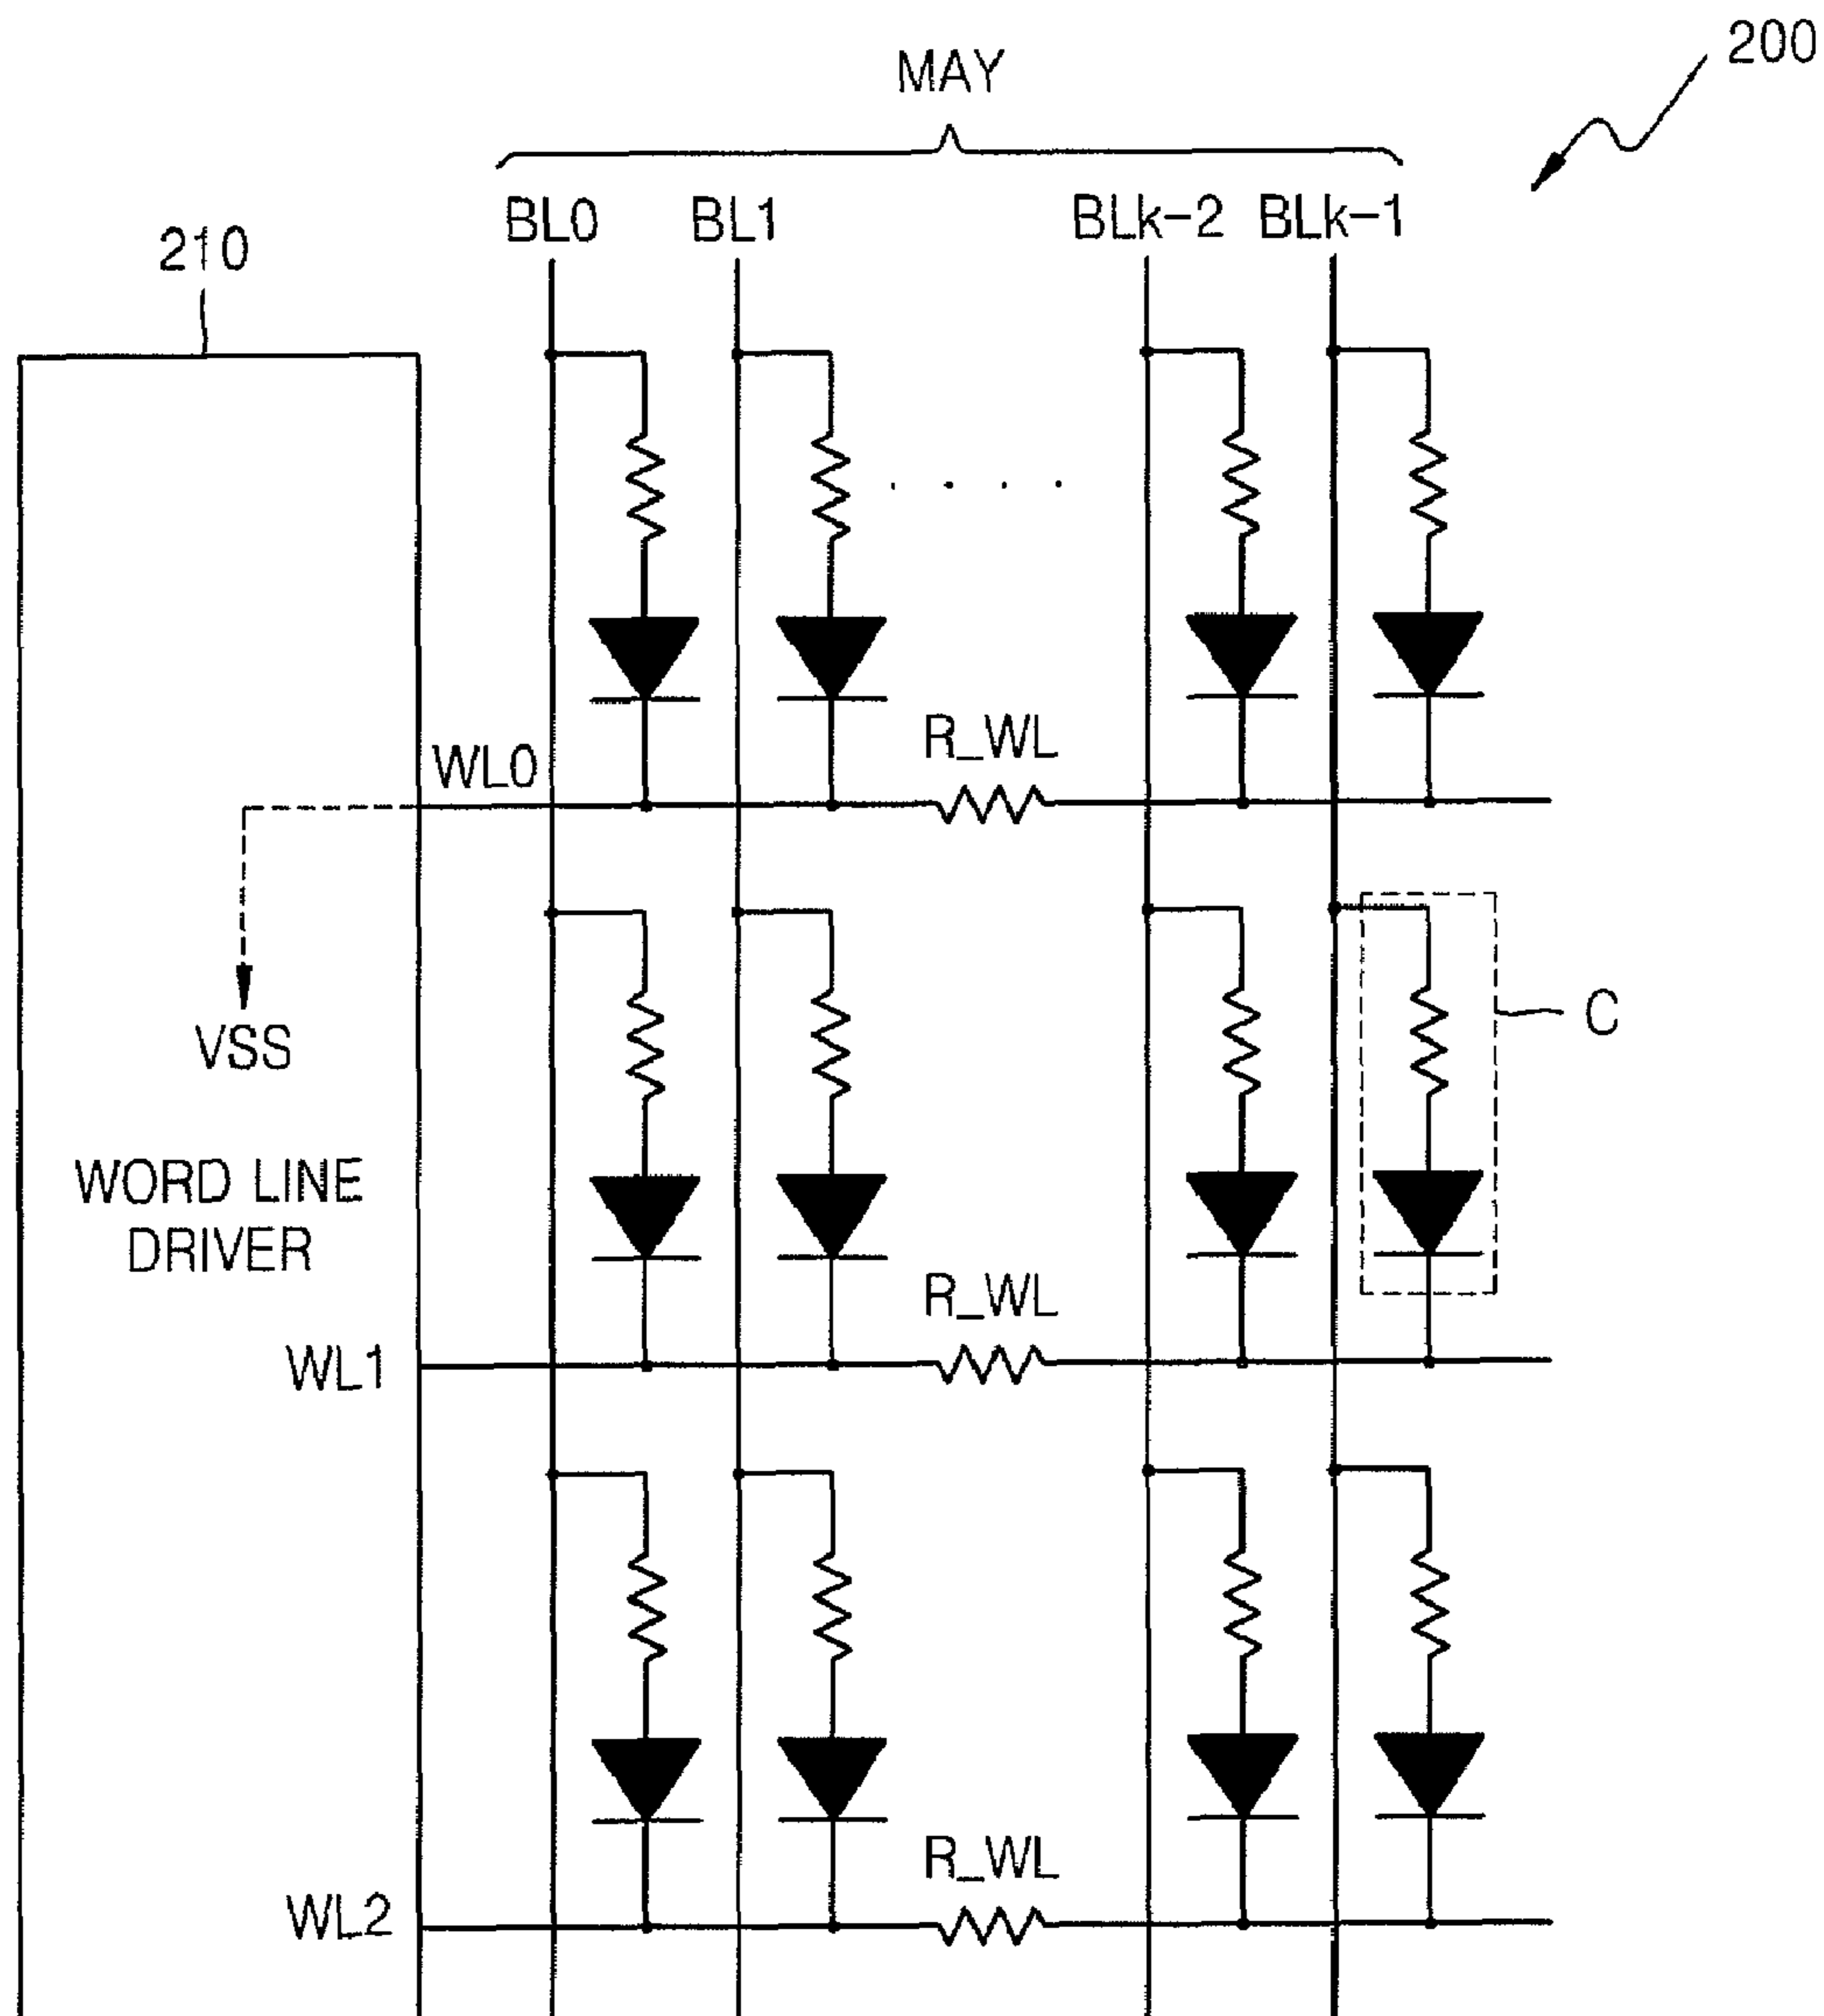 200
MAY
BL0 BL1 BLk-2 BLk-1
210
R_WL
WL0
C
VSS
WORD LINE
DRIVER
R_WL
WL1
R_WL
WL2